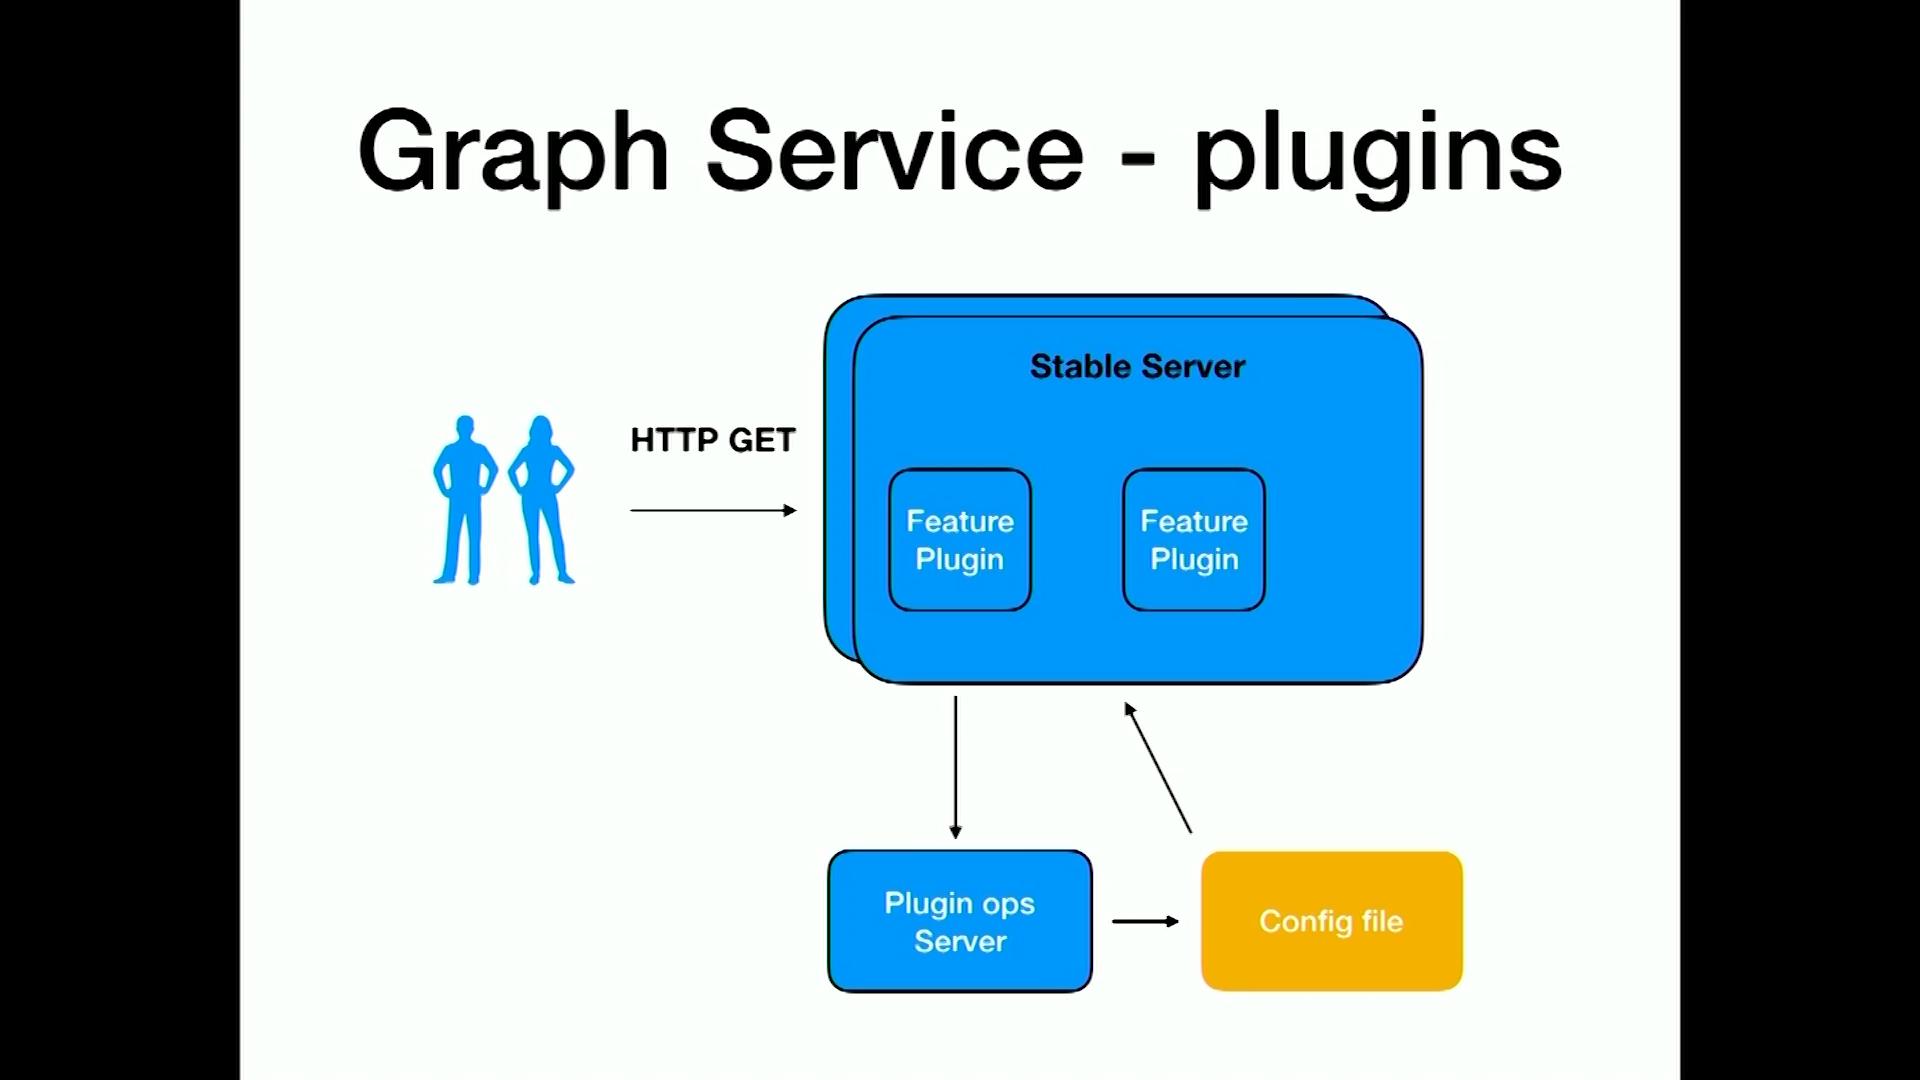 Graph Service - plugins
Stable Server
HTTP GET
Feature
Plugin
Feature
Plugin
Plugin ops
Server
Config file